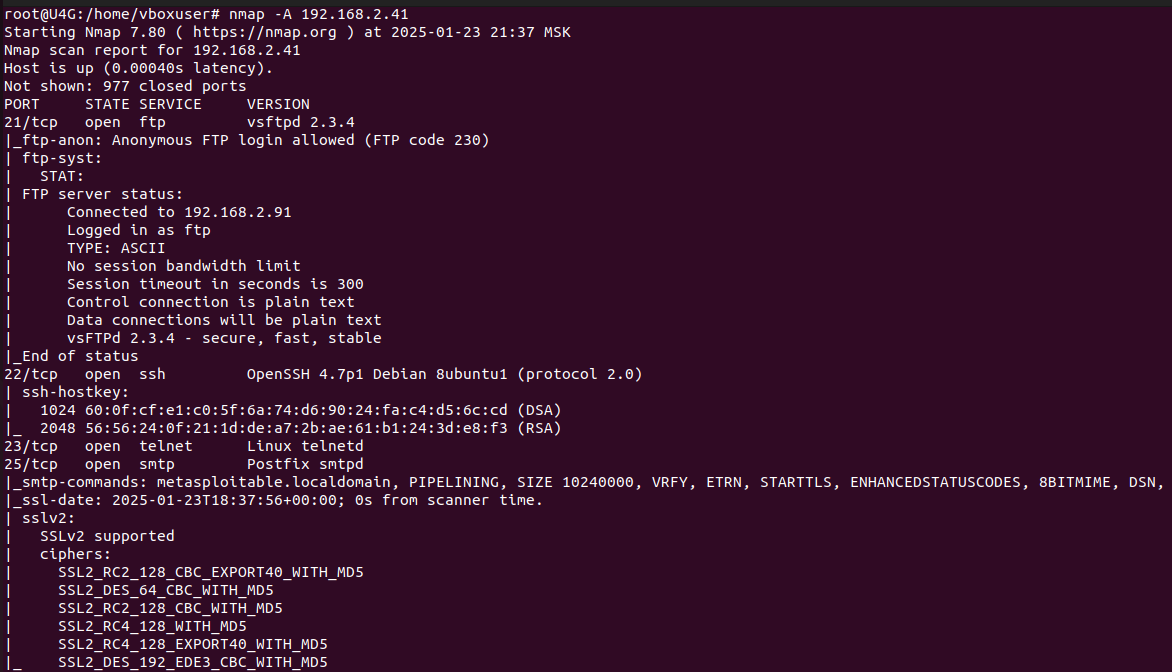 root@U4G:/home/vboxuser# nmap -A 192.168.2.41
Starting Nmap 7.80 ( https://nmap.org ) at 2025-01-23 21:37 MSK
Nmap scan report for 192.168.2.41
Host is up (0.00040s latency).
Not shown: 977 closed ports
PORT     STATE SERVICE     VERSION
21/tcp   open  ftp         vsftpd 2.3.4
|_ftp-anon: Anonymous FTP login allowed (FTP code 230)
| ftp-syst:
|   STAT:
| FTP server status:
|      Connected to 192.168.2.91
|      Logged in as ftp
|      TYPE: ASCII
|      No session bandwidth limit
|      Session timeout in seconds is 300
|      Control connection is plain text
|      Data connections will be plain text
|      vsFTPd 2.3.4 - secure, fast, stable
|_End of status
22/tcp   open  ssh         OpenSSH 4.7p1 Debian 8ubuntu1 (protocol 2.0)
| ssh-hostkey:
|   1024 60:0f:cf:e1:c0:5f:6a:74:d6:90:24:fa:c4:d5:6c:cd (DSA)
|_  2048 56:56:24:0f:21:1d:de:a7:2b:ae:61:b1:24:3d:e8:f3 (RSA)
23/tcp   open  telnet      Linux telnetd
25/tcp   open  smtp        Postfix smtpd
|_smtp-commands: metasploitable.localdomain, PIPELINING, SIZE 10240000, VRFY, ETRN, STARTTLS, ENHANCEDSTATUSCODES, 8BITMIME, DSN,
|_ssl-date: 2025-01-23T18:37:56+00:00; 0s from scanner time.
| sslv2:
|   SSLv2 supported
|   ciphers:
|     SSL2_RC2_128_CBC_EXPORT40_WITH_MD5
|     SSL2_DES_64_CBC_WITH_MD5
|     SSL2_RC2_128_CBC_WITH_MD5
|     SSL2_RC4_128_WITH_MD5
|     SSL2_RC4_128_EXPORT40_WITH_MD5
|_    SSL2_DES_192_EDE3_CBC_WITH_MD5